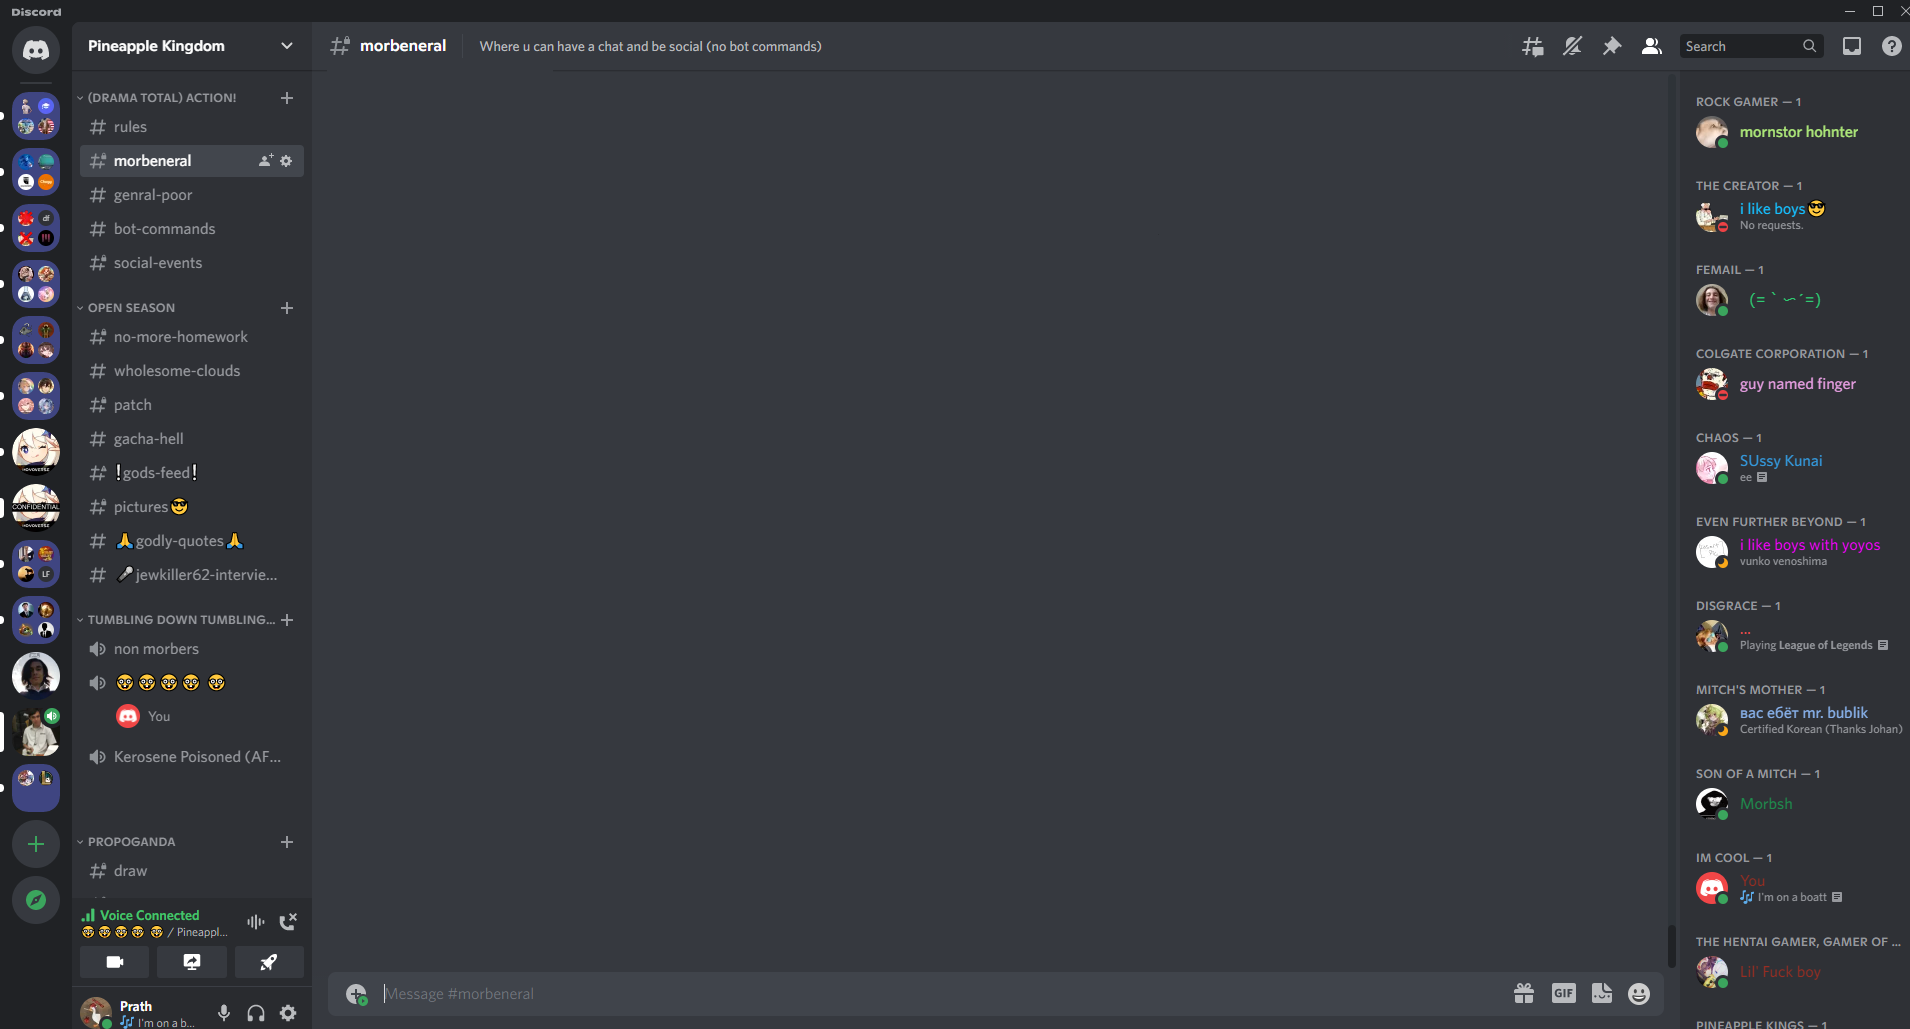 Discord
Pineapple Kingdom
morbeneral
Where u can have a chat and be social (no bot commands)
Search
(DRAMA TOTAL) ACTION!
rules
morbeneral
genral-poor
bot-commands
social-events
OPEN SEASON
no-more-homework
wholesome-clouds
patch
gacha-hell
❕gods-feed❕
pictures😎
🙏godly-quotes🙏
🎤jewkiller62-intervie...
TUMBLING DOWN TUMBLING...
non morbers
🤓 🤓 🤓 🤓 🤓
You
Kerosene Poisoned (AF...
PROPOGANDA
draw
Voice Connected
🤓 🤓 🤓 🤓 🤓 / Pineappl...
Prath
🎶 I'm on a b...
df
HOYOVERSE
CONFIDENTIAL
HOYOVERSE
LF
Message #morbeneral
GIF
ROCK GAMER — 1
mornstor hohnter
THE CREATOR — 1
i like boys😎
No requests.
FEMAIL — 1
(= ` ∽ ´=)
COLGATE CORPORATION — 1
guy named finger
CHAOS — 1
SUssy Kunai
ee
EVEN FURTHER BEYOND — 1
i like boys with yoyos
vunko venoshima
DISGRACE — 1
...
Playing League of Legends
MITCH'S MOTHER — 1
вас ебёт mr. bublik
Certified Korean (Thanks Johan)
SON OF A MITCH — 1
Morbsh
IM COOL — 1
You
🎶 I'm on a boatt
THE HENTAI GAMER, GAMER OF ...
Lil' Fuck boy
PINEAPPLE KINGS — 1